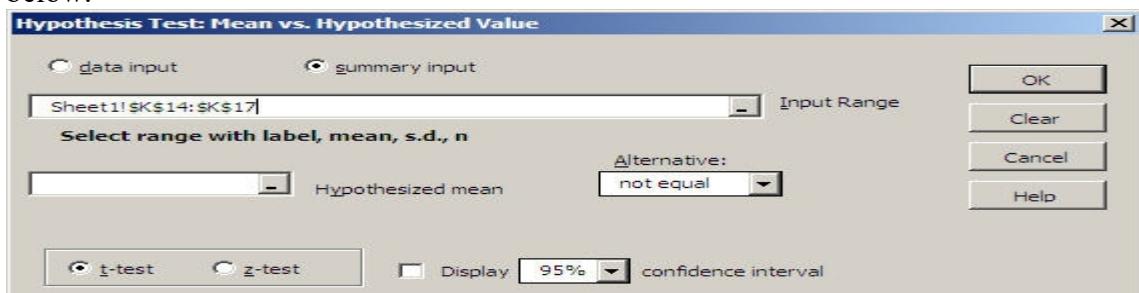 below.
Hypothesis Test: Mean vs. Hypothesized Value
data input summary input
OK
Sheet1!$K$14:$K$17 Input Range
Clear
Select range with label, mean, s.d., n
Alternative:
Cancel
Hypothesized mean not equal
Help
t-test z-test Display 95% confidence interval